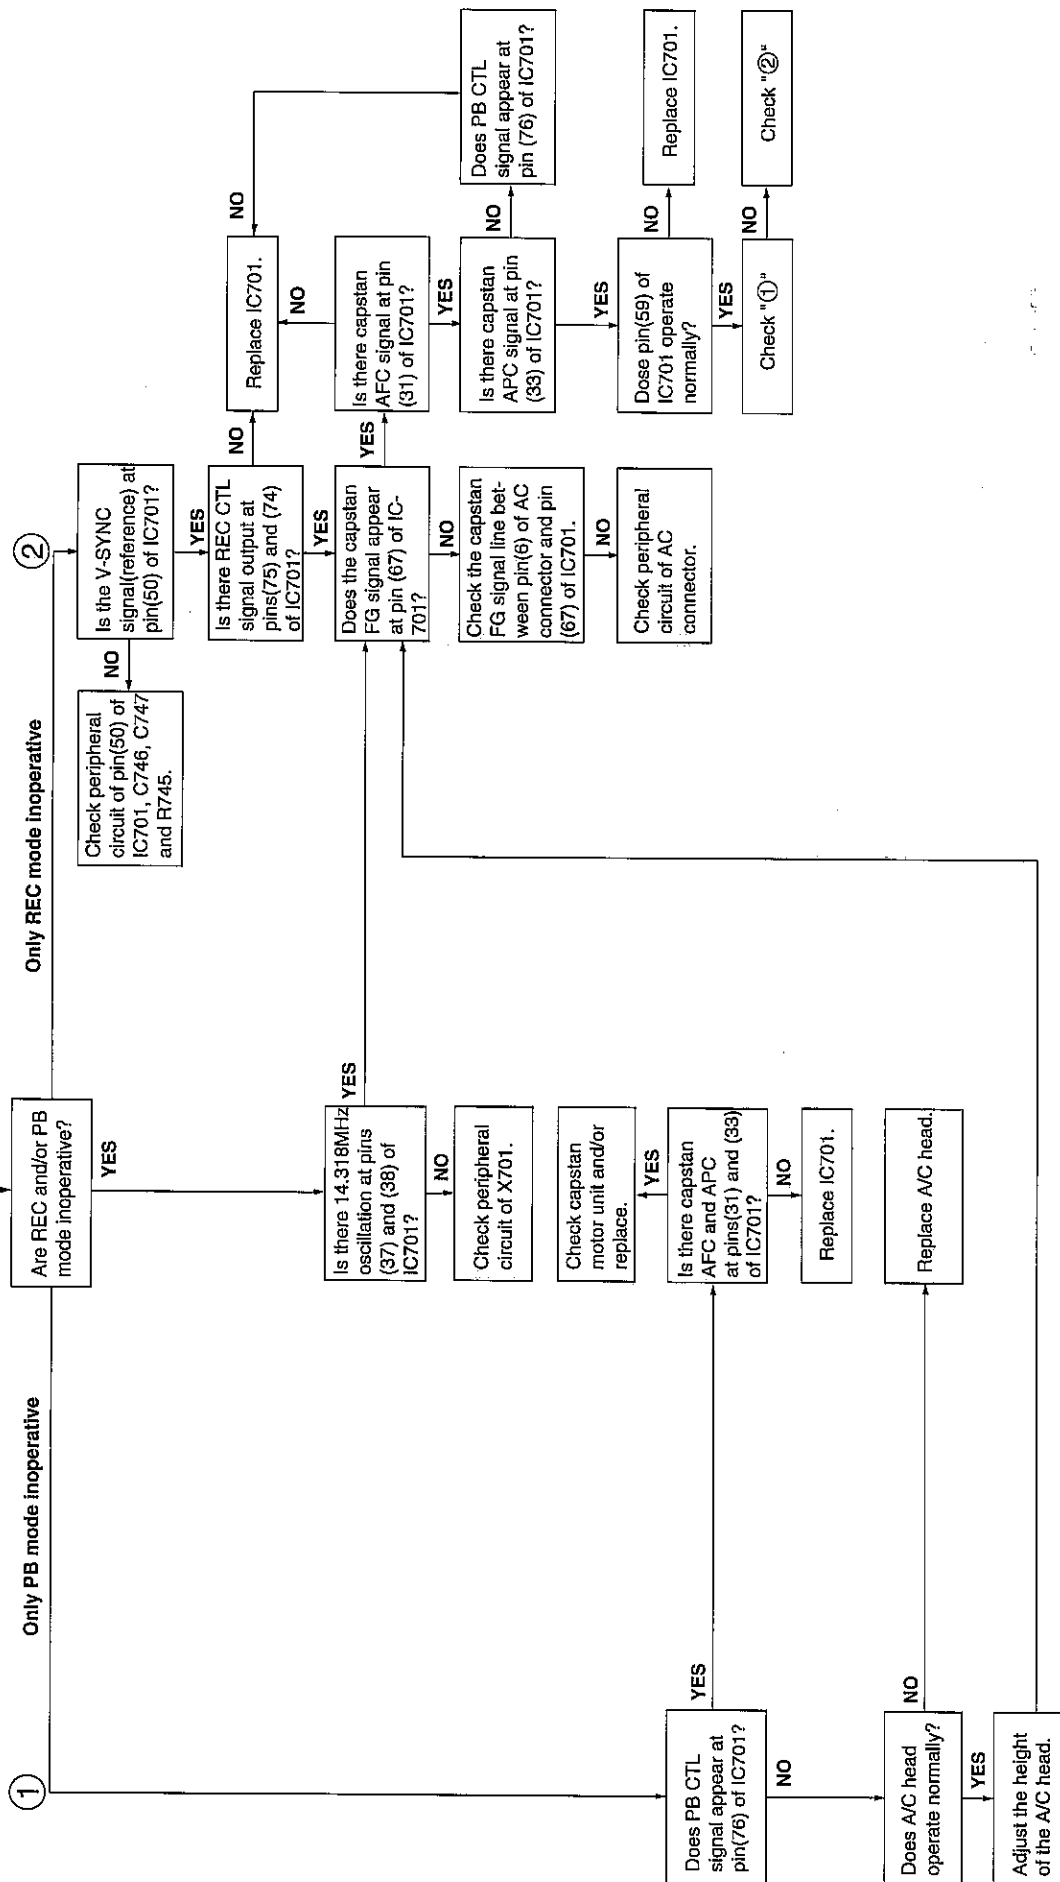 Are REC and/or PB
mode inoperative?
YES
Only PB mode inoperative
①
Only REC mode inoperative
②
Does PB CTL
signal appear at
pin(76) of IC701?
YES
NO
Does A/C head
operate normally?
NO
YES
Adjust the height
of the A/C head.
Replace A/C head.
Is there 14.318MHz
oscillation at pins
(37) and (38) of
IC701?
YES
NO
Check peripheral
circuit of X701.
Check capstan
motor unit and/or
replace.
YES
Is there capstan
AFC and APC
at pins(31) and (33)
of IC701?
NO
Replace IC701.
Is the V-SYNC
signal(reference) at
pin(50) of IC701?
NO
YES
Check peripheral
circuit of pin(50) of
IC701, C746, C747
and R745.
Is there REC CTL
signal output at
pins(75) and (74)
of IC701?
NO
YES
Replace IC701.
Does the capstan
FG signal appear
at pin (67) of IC-
701?
YES
NO
Check the capstan
FG signal line bet-
ween pin(6) of AC
connector and pin
(67) of IC701.
NO
Check peripheral
circuit of AC
connector.
Is there capstan
AFC signal at pin
(31) of IC701?
NO
YES
Is there capstan
APC signal at pin
(33) of IC701?
NO
YES
Does PB CTL
signal appear at
pin (76) of IC701?
NO
Dose pin(59) of
IC701 operate
normally?
NO
YES
Replace IC701.
Check "①"
NO
Check "②"